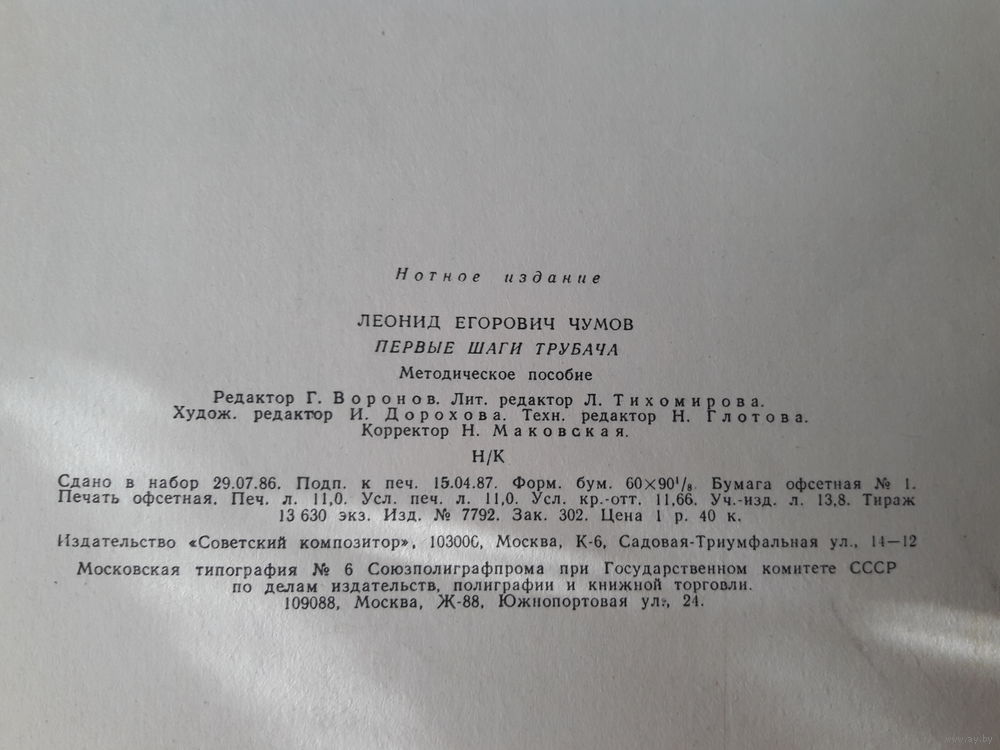 Нотное издание
ЛЕОНИД ЕГОРОВИЧ ЧУМОВ
ПЕРВЫЕ ШАГИ ТРУБАЧА
Методическое пособие
Редактор Г. Воронов. Лит. редактор Л. Тихомирова.
Худож. редактор И. Дорохова. Техн. редактор Н. Глотова.
Корректор Н. Маковская.
Н/К
Сдано в набор 29.07.86. Подп. к печ. 15.04.87. Форм. бум. 60×90¹/₈. Бумага офсетная № 1.
Печать офсетная. Печ. л. 11,0. Усл. печ. л. 11,0. Усл. кр.-отт. 11,66. Уч.-изд. л. 13,8. Тираж
13 630 экз. Изд. № 7792. Зак. 302. Цена 1 р. 40 к.
Издательство «Советский композитор», 103006, Москва, К-6, Садовая-Триумфальная ул., 14—12
Московская типография № 6 Союзполиграфпрома при Государственном комитете СССР
по делам издательств, полиграфии и книжной торговли.
109088, Москва, Ж-88, Южнопортовая ул., 24.
www.ay.by